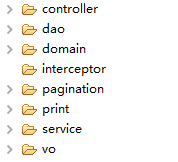 controller
dao
domain
interceptor
pagination
print
service
vo